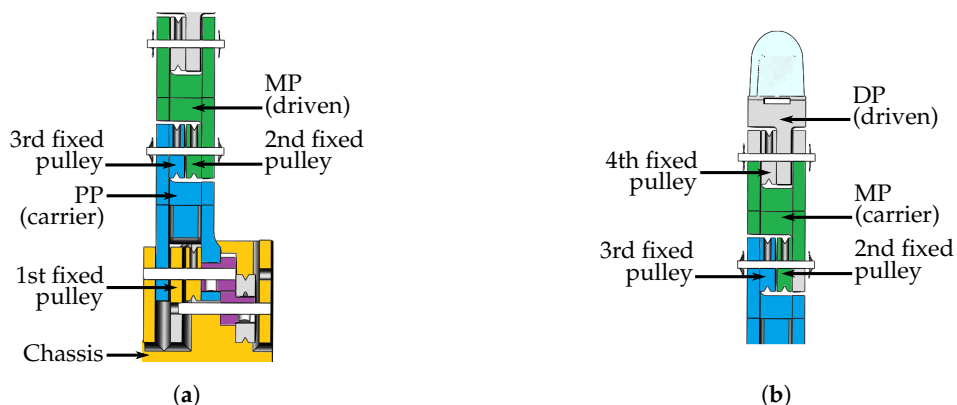 MP
(driven)
3rd fixed
pulley
2nd fixed
pulley
PP
(carrier)
1st fixed
pulley
Chassis
(a)
DP
(driven)
4th fixed
pulley
MP
(carrier)
3rd fixed
pulley
2nd fixed
pulley
(b)